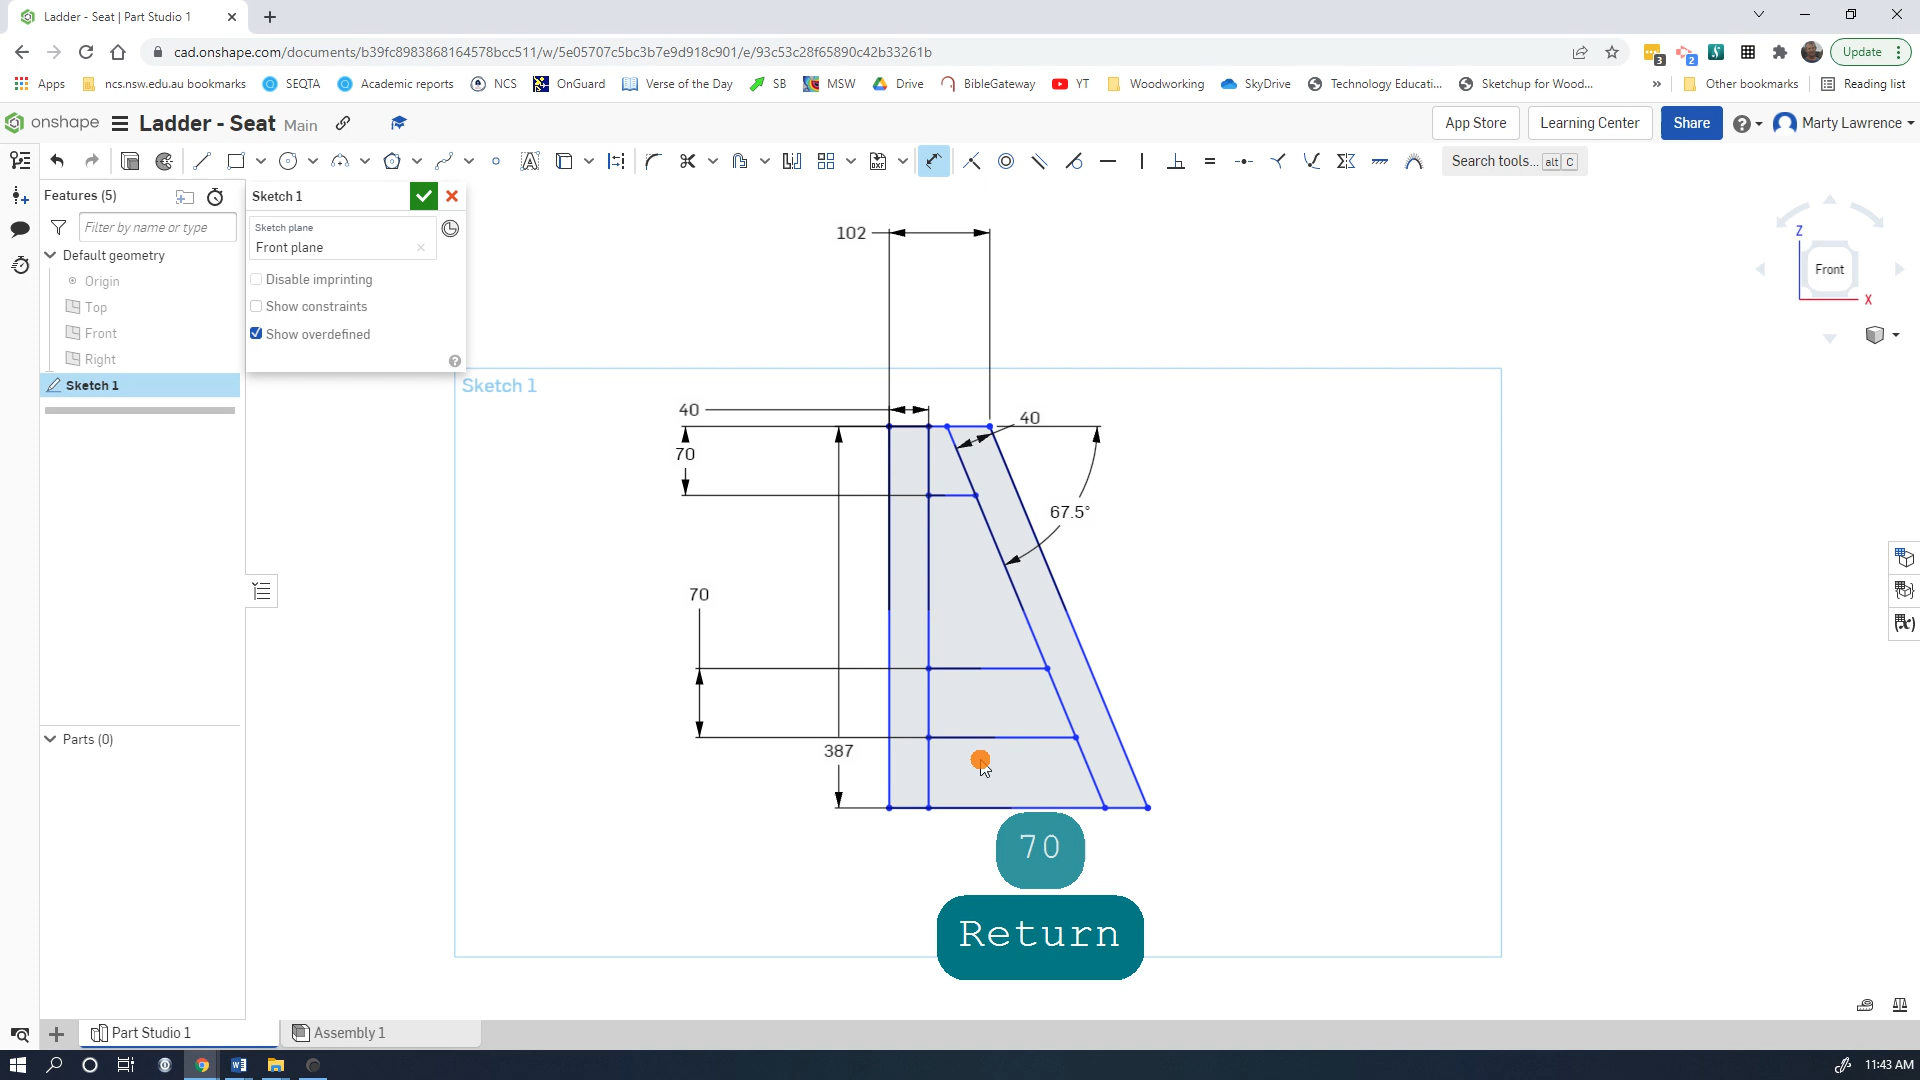 Ladder - Seat | Part Studio 1
cad.onshape.com/documents/b39fc8983868164578bcc511/w/5e05707c5bc3b7e9d918c901/e/93c53c28f65890c42b33261b
3
2
Update
Apps
ncs.nsw.edu.au bookmarks
SEQTA
Academic reports
NCS
OnGuard
Verse of the Day
SB
MSW
Drive
BibleGateway
YT
Woodworking
SkyDrive
Technology Educati...
Sketchup for Wood...
»
Other bookmarks
Reading list
onshape
Ladder - Seat Main
App Store
Learning Center
Share
Marty Lawrence
Search tools... alt C
Features (5)
Filter by name or type
Default geometry
Origin
Top
Front
Right
Sketch 1
Sketch 1
Sketch plane
Front plane
Disable imprinting
Show constraints
Show overdefined
Sketch 1
102
40
40
70
67.5°
70
387
70
Return
Z
Front
X
Parts (0)
Part Studio 1
Assembly 1
11:43 AM